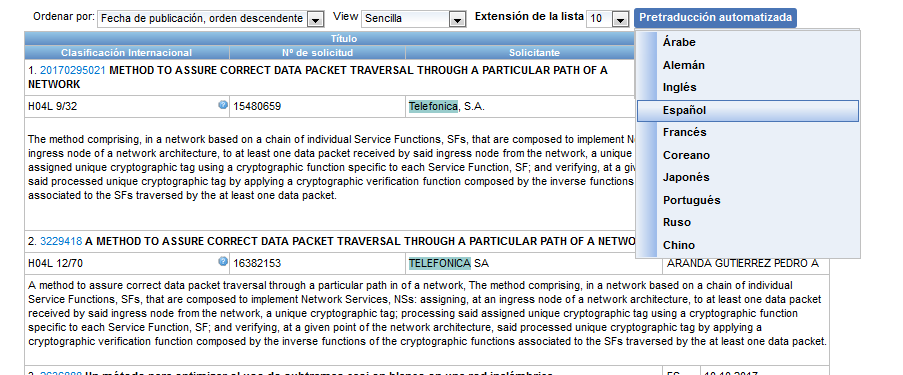 Ordenar por: Fecha de publicación, orden descendente View Sencilla Extensión de la lista 10 Pretraducción automatizada
Título
Clasificación Internacional Nº de solicitud Solicitante
1. 20170295021 METHOD TO ASSURE CORRECT DATA PACKET TRAVERSAL THROUGH A PARTICULAR PATH OF A
NETWORK
H04L 9/32 15480659 Telefonica, S.A.
The method comprising, in a network based on a chain of individual Service Functions, SFs, that are composed to implement
ingress node of a network architecture, to at least one data packet received by said ingress node from the network, a unique
assigned unique cryptographic tag using a cryptographic function specific to each Service Function, SF; and verifying, at a
said processed unique cryptographic tag by applying a cryptographic verification function composed by the inverse functions
associated to the SFs traversed by the at least one data packet.
Árabe
Alemán
Inglés
Español
Francés
Coreano
Japonés
Portugués
Ruso
Chino
2. 3229418 A METHOD TO ASSURE CORRECT DATA PACKET TRAVERSAL THROUGH A PARTICULAR PATH OF A
H04L 12/70 16382153 TELEFONICA SA ARANDA GUTIERREZ PEDRO A
A method to assure correct data packet traversal through a particular path in of a network, The method comprising, in a network based on a chain of individual
Service Functions, SFs, that are composed to implement Network Services, NSs: assigning, at an ingress node of a network architecture, to at least one data packet
received by said ingress node from the network, a unique cryptographic tag; processing said assigned unique cryptographic tag using a cryptographic function
specific to each Service Function, SF; and verifying, at a given point of the network architecture, said processed unique cryptographic tag by applying a
cryptographic verification function composed by the inverse functions of the cryptographic functions associated to the SFs traversed by the at least one data packet.